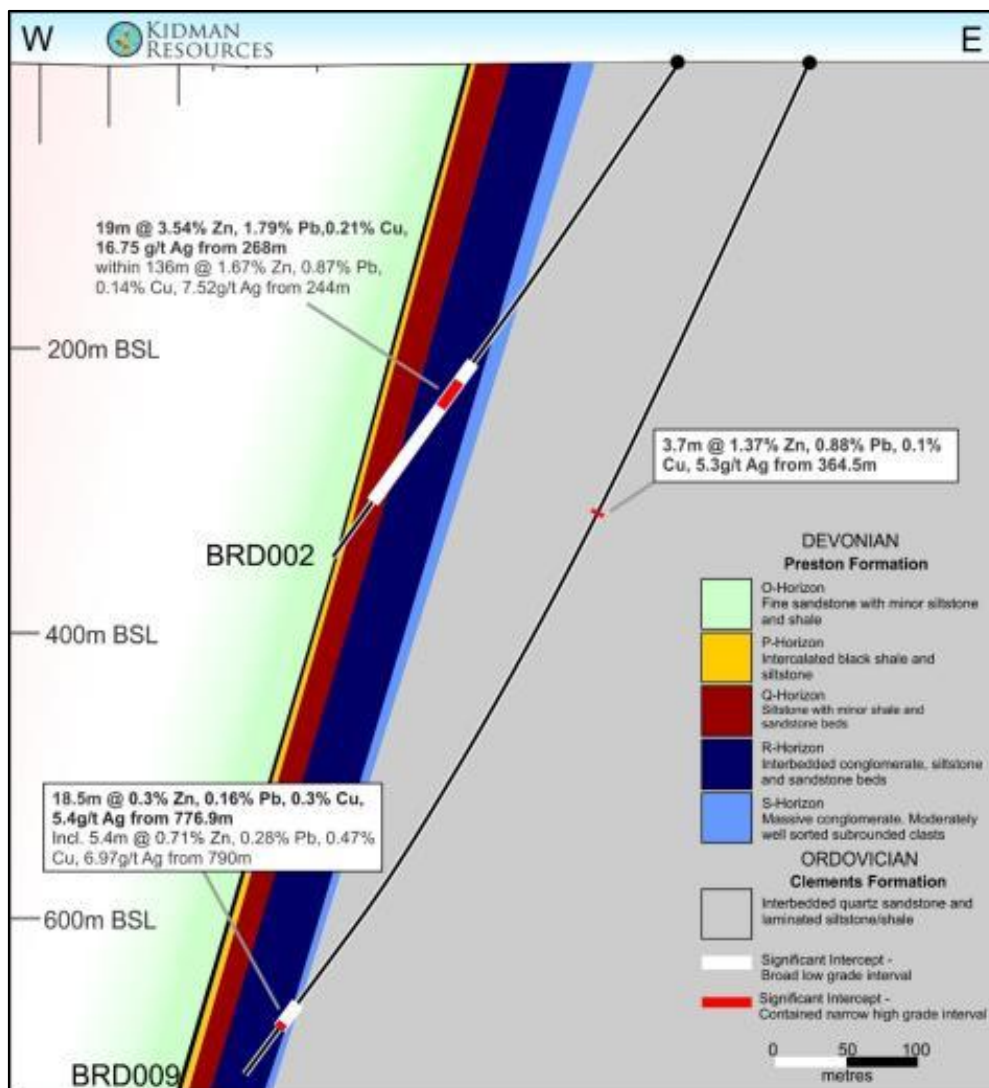 W
KIDMAN
RESOURCES
E
19m @ 3.54% Zn, 1.79% Pb,0.21% Cu,
16.75 g/t Ag from 268m
within 136m @ 1.67% Zn, 0.87% Pb,
0.14% Cu, 7.52g/t Ag from 244m
200m BSL
3.7m @ 1.37% Zn, 0.88% Pb, 0.1%
Cu, 5.3g/t Ag from 364.5m
BRD002
400m BSL
DEVONIAN
Preston Formation
O-Horizon
Fine sandstone with minor siltstone
and shale
P-Horizon
Intercalated black shale and
siltstone
Q-Horizon
Siltstone with minor shale and
sandstone beds
R-Horizon
Interbedded conglomerate, siltstone
and sandstone beds
S-Horizon
Massive conglomerate. Moderately
well sorted subrounded clasts
18.5m @ 0.3% Zn, 0.16% Pb, 0.3% Cu,
5.4g/t Ag from 776.9m
Incl. 5.4m @ 0.71% Zn, 0.28% Pb, 0.47%
Cu, 6.97g/t Ag from 790m
ORDOVICIAN
Clements Formation
Interbedded quartz sandstone and
laminated siltstone/shale
600m BSL
Significant Intercept -
Broad low grade interval
Significant Intercept -
Contained narrow high grade interval
0 50 100
metres
BRD009